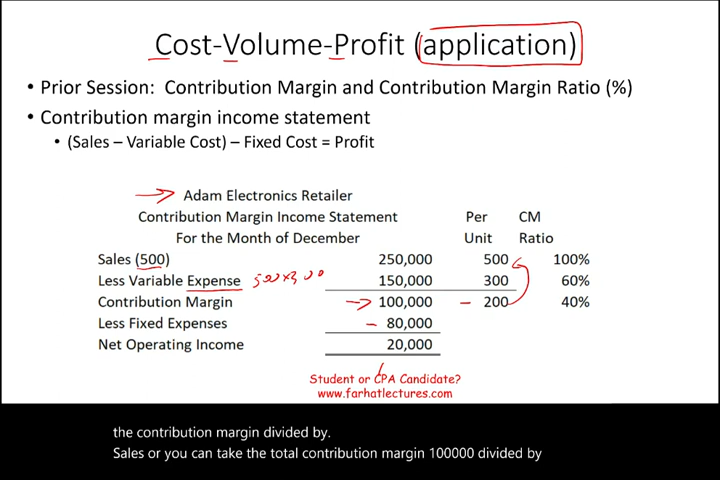 Cost-Volume-Profit (application)
• Prior Session: Contribution Margin and Contribution Margin Ratio (%)
• Contribution margin income statement
• (Sales – Variable Cost) – Fixed Cost = Profit
Adam Electronics Retailer
Contribution Margin Income Statement Per CM
For the Month of December Unit Ratio
Sales (500) 250,000 500 100%
Less Variable Expense 500x300 150,000 300 60%
Contribution Margin 100,000 200 40%
Less Fixed Expenses 80,000
Net Operating Income 20,000
Student or CPA Candidate?
www.farhatlectures.com
the contribution margin divided by.
Sales or you can take the total contribution margin 100000 divided by